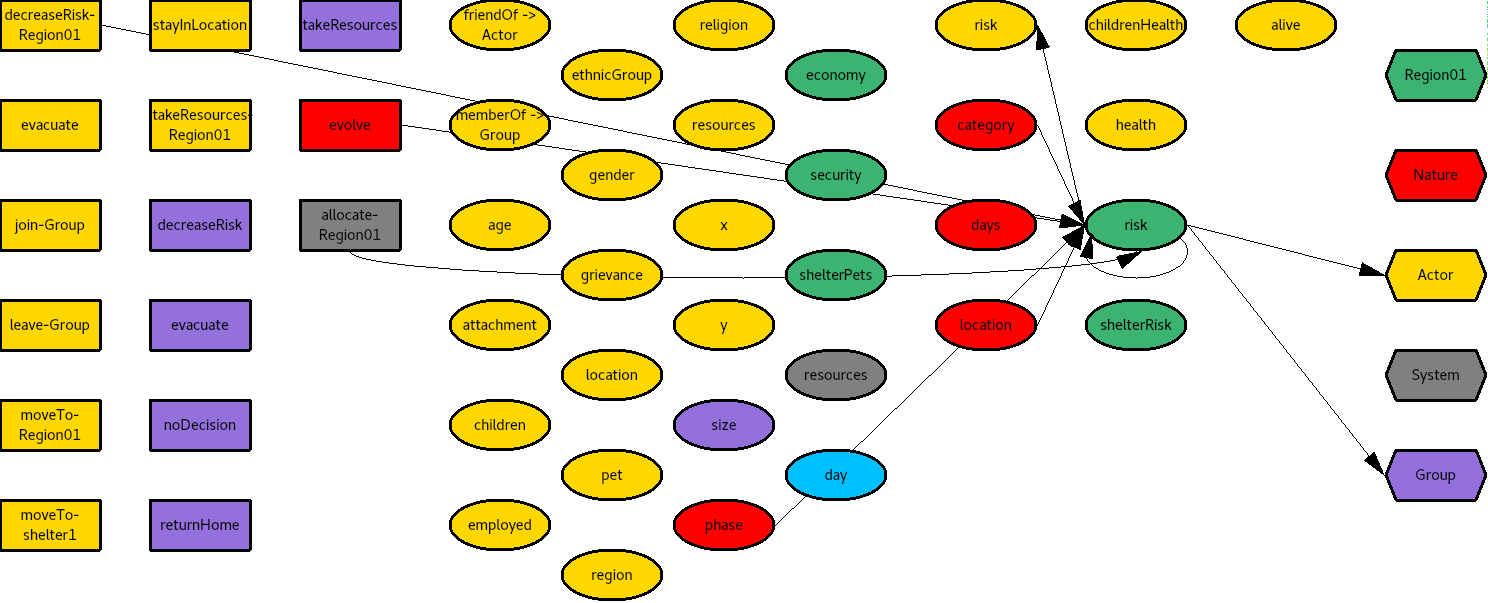 decreaseRisk-
Region01
stayInLocation
takeResources
friendOf ->
Actor
religion
risk
childrenHealth
alive
ethnicGroup
economy
Region01
evacuate
takeResources-
Region01
evolve
memberOf ->
Group
resources
category
health
gender
security
Nature
join-Group
decreaseRisk
allocate-
Region01
age
x
days
risk
grievance
shelterPets
Actor
leave-Group
evacuate
attachment
y
location
shelterRisk
location
resources
System
moveTo-
Region01
noDecision
children
size
pet
day
Group
moveTo-
shelter1
returnHome
employed
phase
region